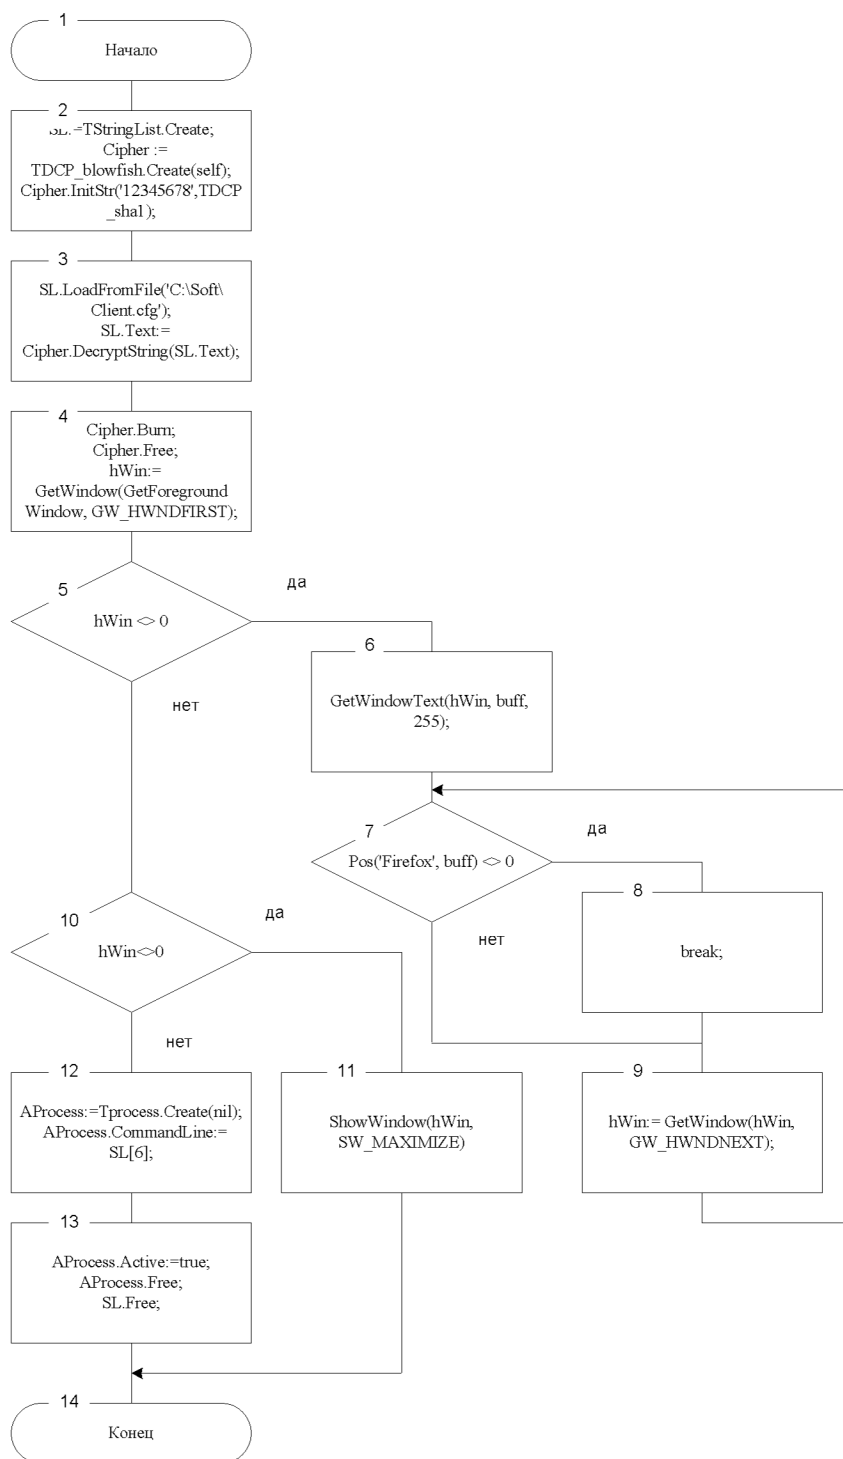 1
Начало
2
SL:=TStringList.Create;
Cipher :=
TDCP_blowfish.Create(self);
Cipher.InitStr('12345678',TDCP
_sha1);
3
SL.LoadFromFile('C:\Soft\
Client.cfg');
SL.Text:=
Cipher.DecryptString(SL.Text);
4
Cipher.Burn;
Cipher.Free;
hWin:=
GetWindow(GetForeground
Window, GW_HWNDFIRST);
5
да
hWin <> 0
нет
6
GetWindowText(hWin, buff,
255);
7
да
Pos('Firefox', buff) <> 0
нет
8
break;
9
hWin:= GetWindow(hWin,
GW_HWNDNEXT);
10
да
hWin<>0
нет
11
ShowWindow(hWin,
SW_MAXIMIZE)
12
AProcess:=Tprocess.Create(nil);
AProcess.CommandLine:=
SL[6];
13
AProcess.Active:=true;
AProcess.Free;
SL.Free;
14
Конец